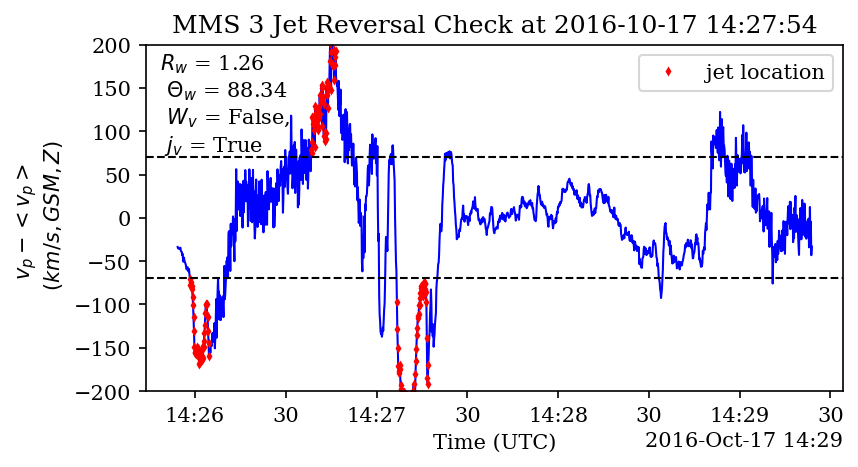 MMS 3 Jet Reversal Check at 2016-10-17 14:27:54
R_w = 1.26
Θ_w = 88.34
W_v = False,
j_v = True
jet location
v_p − < v_p >
(km/s, GSM, Z)
200
150
100
50
0
−50
−100
−150
−200
14:26 30 14:27 30 14:28 30 14:29 30
Time (UTC)
2016-Oct-17 14:29